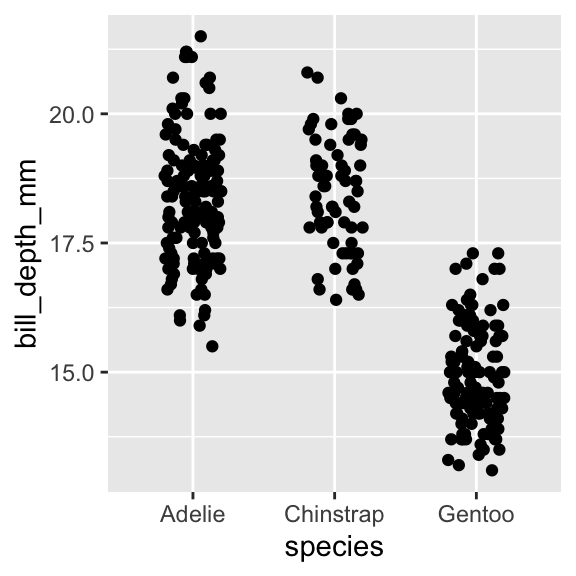 bill_depth_mm
20.0
17.5
15.0
Adelie Chinstrap Gentoo
species